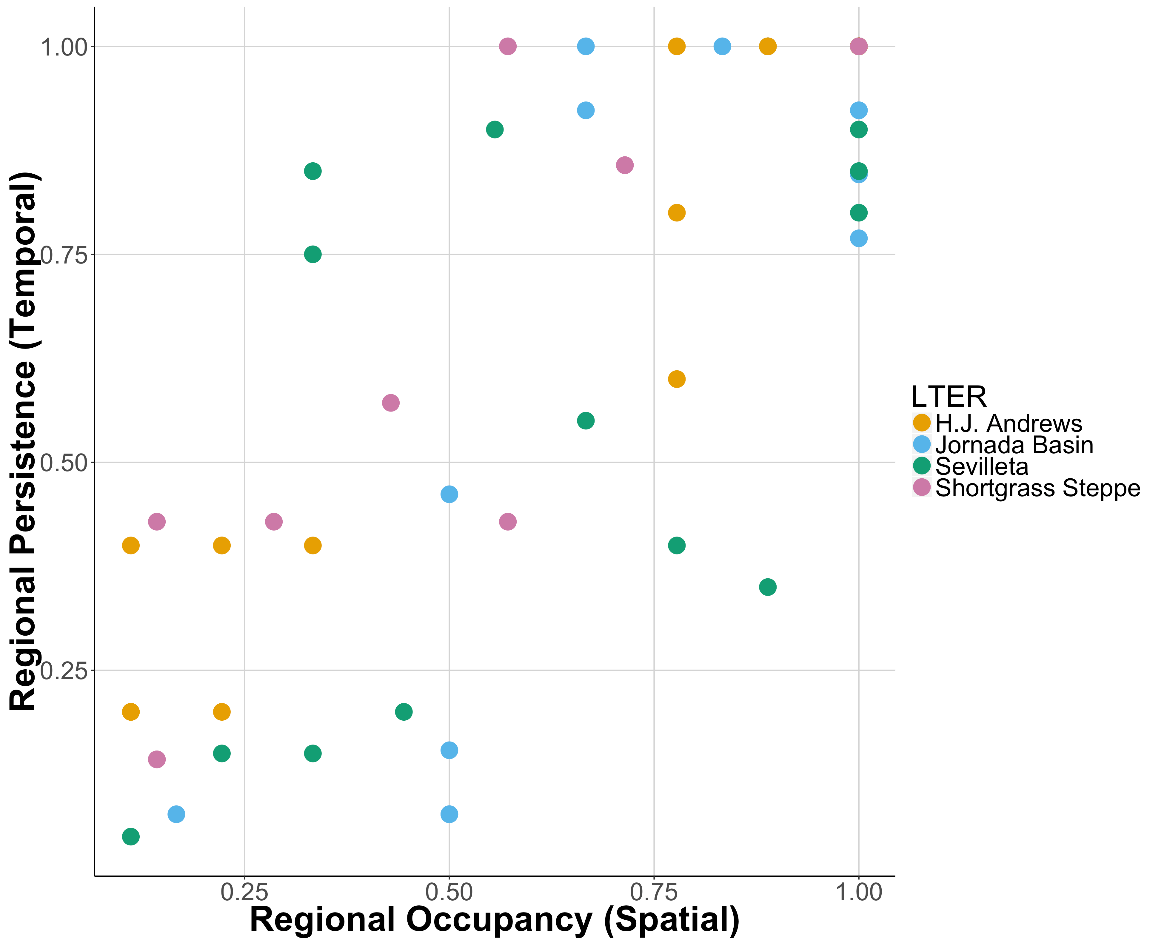 Regional Persistence (Temporal)
1.00
0.75
0.50
0.25
0.25 0.50 0.75 1.00
Regional Occupancy (Spatial)
LTER
H.J. Andrews
Jornada Basin
Sevilleta
Shortgrass Steppe